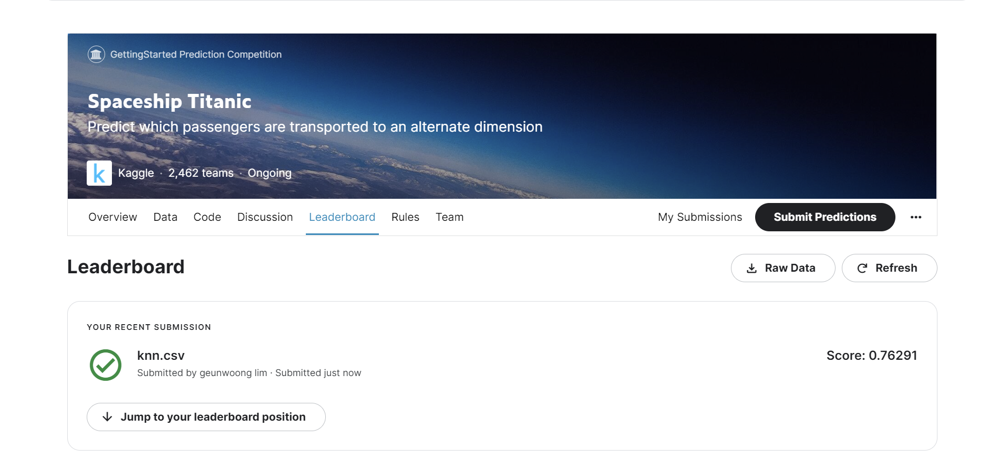 GettingStarted Prediction Competition
Spaceship Titanic
Predict which passengers are transported to an alternate dimension
k Kaggle · 2,462 teams · Ongoing
Overview Data Code Discussion Leaderboard Rules Team My Submissions Submit Predictions •••
Leaderboard Raw Data Refresh
YOUR RECENT SUBMISSION
knn.csv Score: 0.76291
Submitted by geunwoong lim · Submitted just now
Jump to your leaderboard position